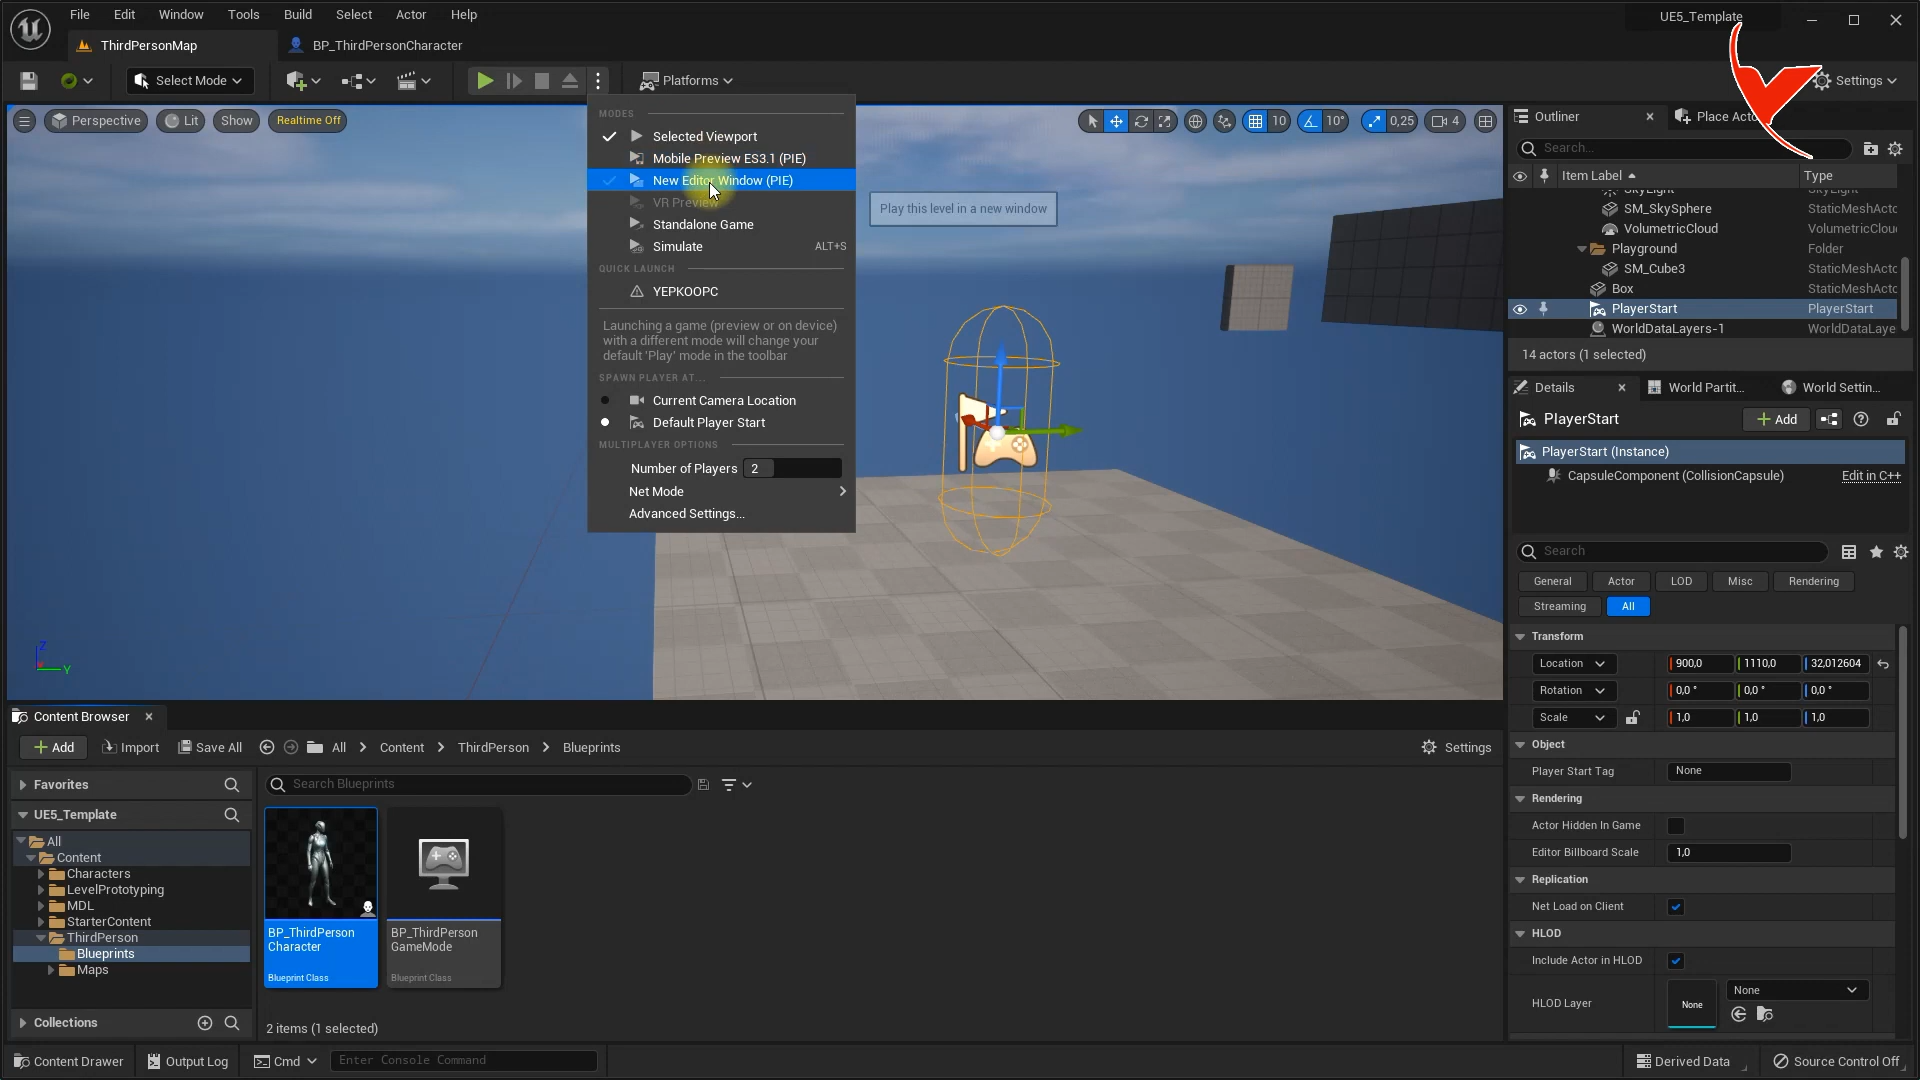 File Edit Window Tools Build Select Actor Help
UE5_Template
ThirdPersonMap
BP_ThirdPersonCharacter
Select Mode
Platforms
Settings
Perspective
Lit
Show
Realtime Off
10
10°
0,25
4
MODES
Selected Viewport
Mobile Preview ES3.1 (PIE)
New Editor Window (PIE)
VR Preview
Standalone Game
Simulate ALT+S
QUICK LAUNCH
YEPKOOPC
Launching a game (preview or on device)
with a different mode will change your
default 'Play' mode in the toolbar
SPAWN PLAYER AT...
Current Camera Location
Default Player Start
MULTIPLAYER OPTIONS
Number of Players 2
Net Mode
Advanced Settings...
Play this level in a new window
Z
Y
Outliner
Search...
Item Label Type
SkyLight
SM_SkySphere StaticMeshActo
VolumetricCloud VolumetricClou
Playground Folder
SM_Cube3 StaticMeshActo
Box StaticMeshActo
PlayerStart PlayerStart
WorldDataLayers-1 WorldDataLaye
14 actors (1 selected)
Details
World Partit...
World Settin...
PlayerStart
Add
PlayerStart (Instance)
CapsuleComponent (CollisionCapsule) Edit in C++
Search
General Actor LOD Misc Rendering
Streaming All
Transform
Location 900,0 1110,0 32,012604
Rotation 0,0 ° 0,0 ° 0,0 °
Scale 1,0 1,0 1,0
Object
Player Start Tag None
Rendering
Actor Hidden In Game
Editor Billboard Scale 1,0
Replication
Net Load on Client
HLOD
Include Actor in HLOD
HLOD Layer None None
Content Browser
Add Import Save All All Content ThirdPerson Blueprints Settings
Favorites
Search Blueprints
UE5_Template
All
Content
Characters
LevelPrototyping
MDL
StarterContent
ThirdPerson
Blueprints
Maps
Collections
BP_ThirdPerson
Character
Blueprint Class
BP_ThirdPerson
GameMode
Blueprint Class
2 items (1 selected)
Content Drawer Output Log Cmd Enter Console Command Derived Data Source Control Off